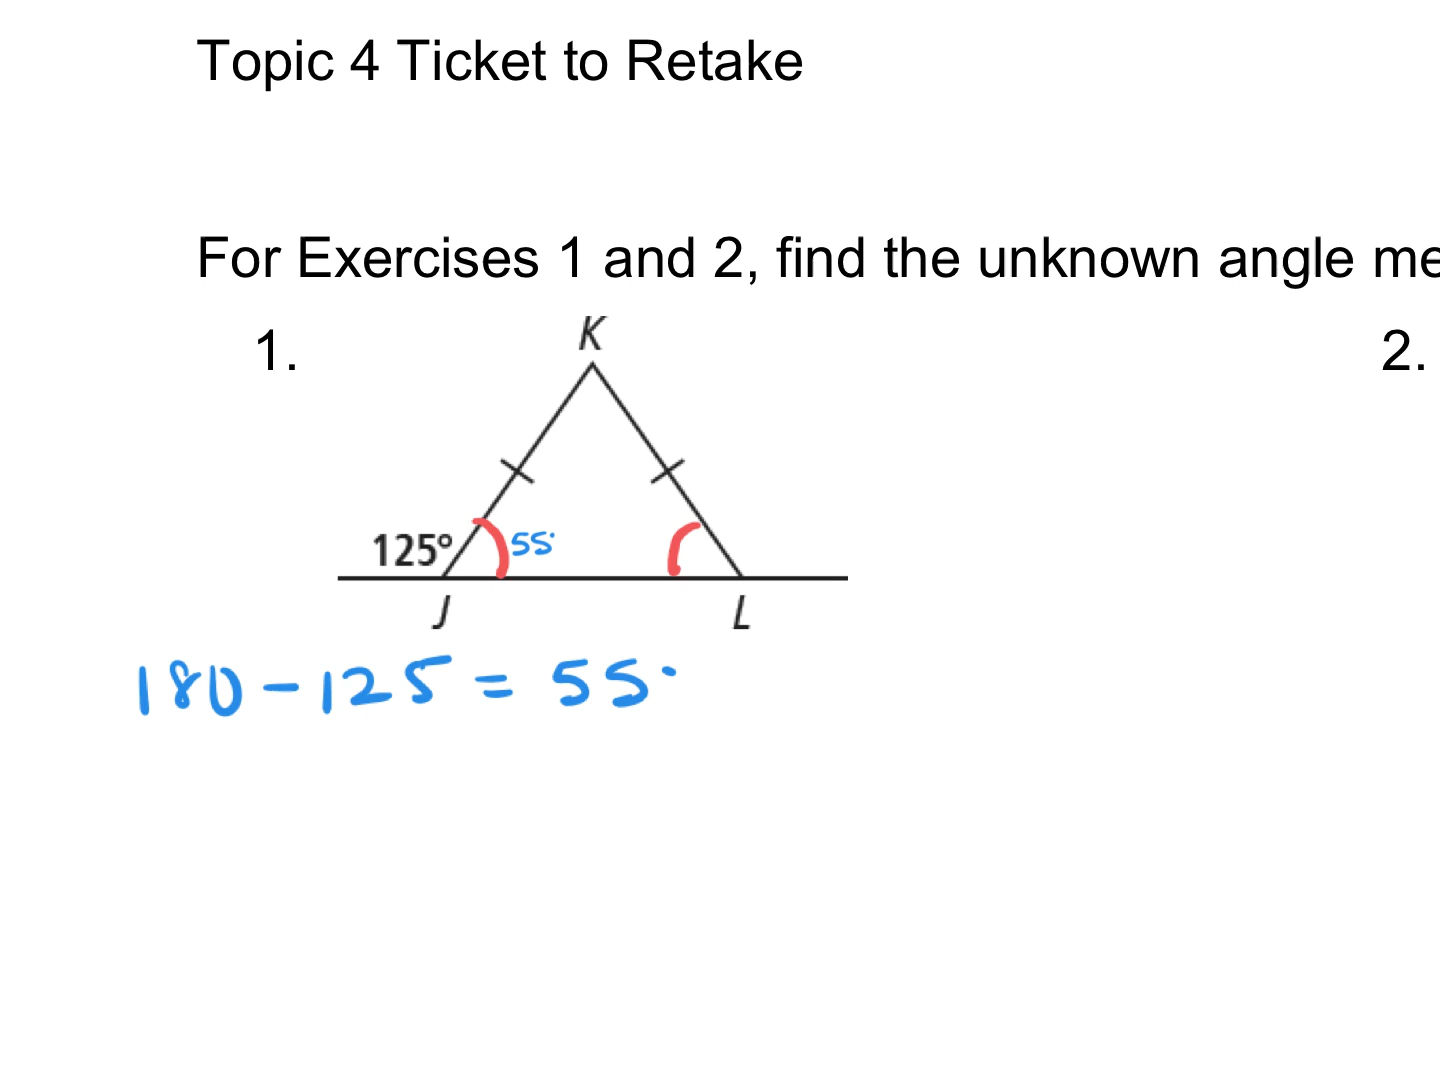 Topic 4 Ticket to Retake
For Exercises 1 and 2, find the unknown angle me
1.
K
2.
125° 55°
J L
180 - 125 = 55°